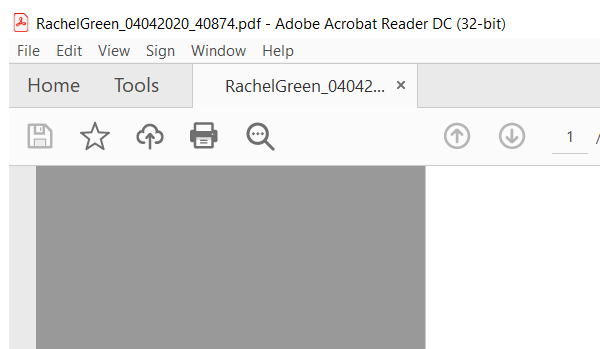 RachelGreen_04042020_40874.pdf - Adobe Acrobat Reader DC (32-bit)
File Edit View Sign Window Help
Home Tools RachelGreen_04042... ×
1 /